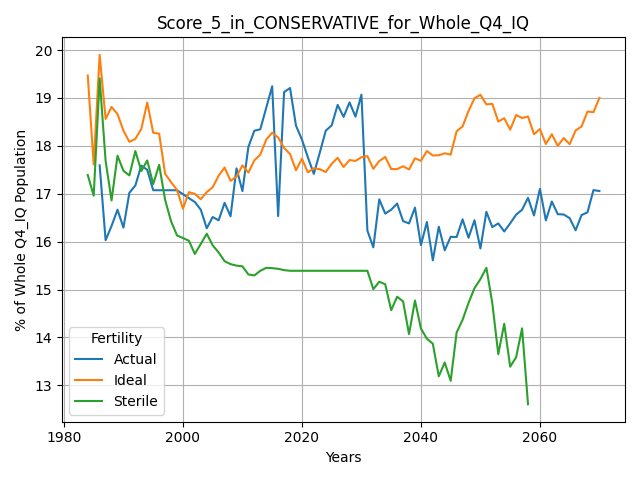 Score_5_in_CONSERVATIVE_for_Whole_Q4_IQ
% of Whole Q4_IQ Population
20
19
18
17
16
15
14
13
Fertility
Actual
Ideal
Sterile
1980 2000 2020 2040 2060
Years